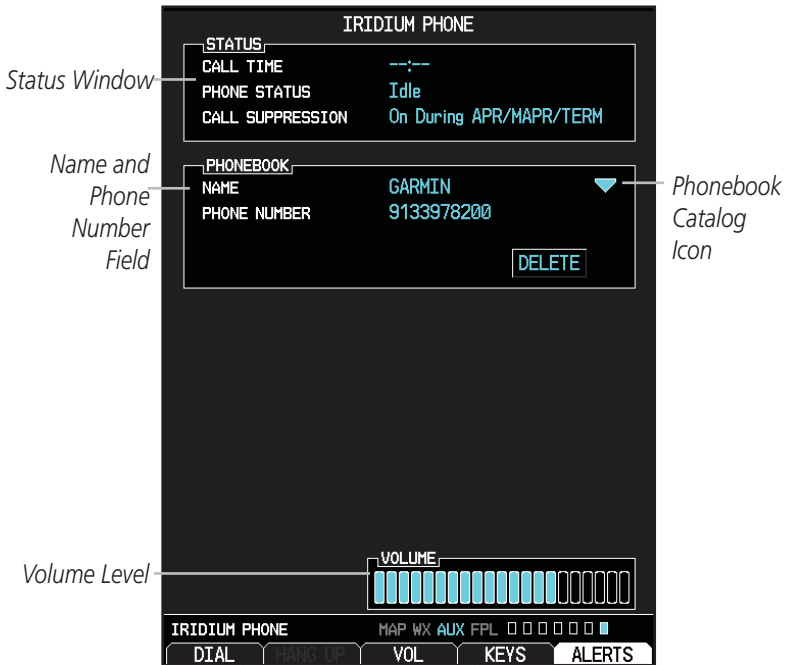 IRIDIUM PHONE
STATUS
Status Window
CALL TIME --:--
PHONE STATUS Idle
CALL SUPPRESSION On During APR/MAPR/TERM
Name and
Phone
Number
Field
PHONEBOOK
NAME GARMIN
PHONE NUMBER 9133978200
DELETE
Phonebook
Catalog
Icon
Volume Level
VOLUME
IRIDIUM PHONE MAP WX AUX FPL
DIAL HANG UP VOL KEYS ALERTS